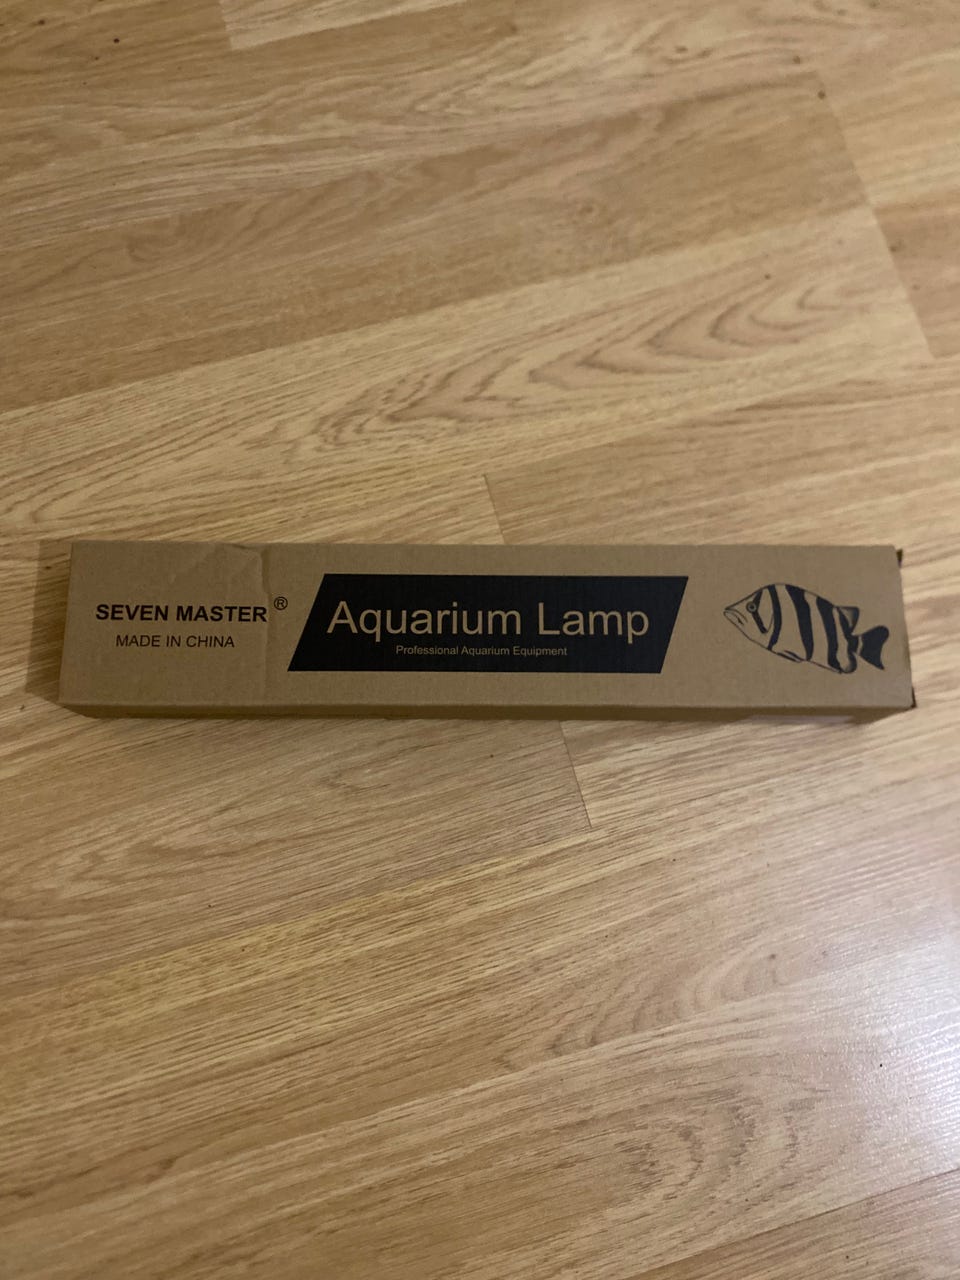 SEVEN MASTER®
MADE IN CHINA
Aquarium Lamp
Professional Aquarium Equipment